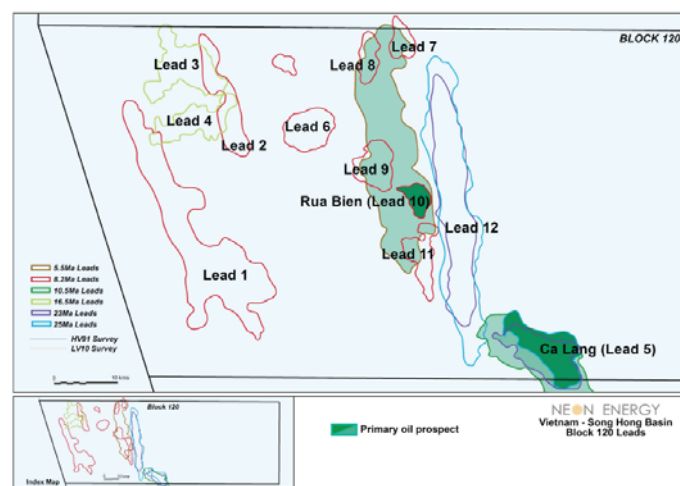 BLOCK 120
Lead 7
Lead 3
Lead 8
Lead 4
Lead 6
Lead 2
Lead 9
Rua Bien (Lead 10)
Lead 12
Lead 11
Lead 1
5.5Ma Leads
8.2Ma Leads
10.5Ma Leads
16.5Ma Leads
23Ma Leads
25Ma Leads
HV91 Survey
LV10 Survey
Ca Lang (Lead 5)
0 10 kms
Block 120
Index Map
Primary oil prospect
NEON ENERGY
Vietnam - Song Hong Basin
Block 120 Leads